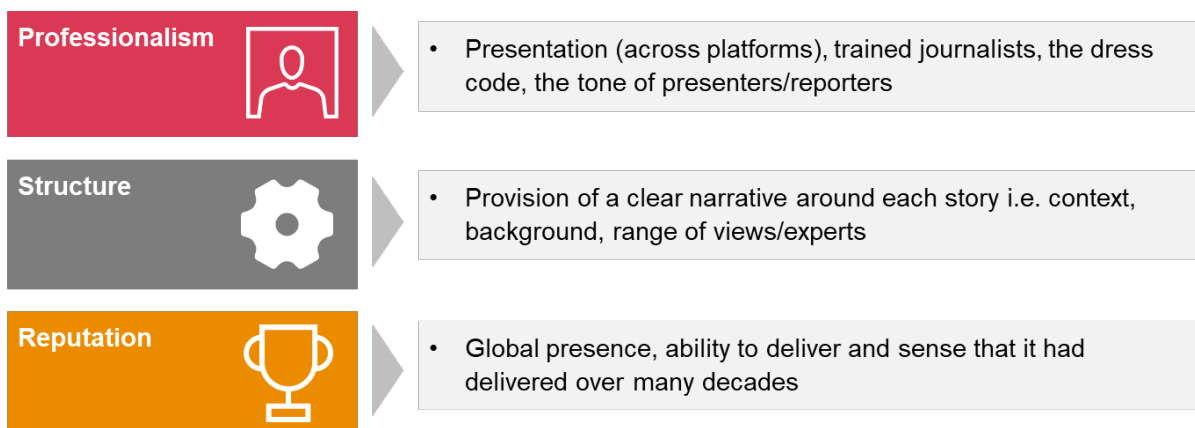 Professionalism
• Presentation (across platforms), trained journalists, the dress
code, the tone of presenters/reporters
Structure
• Provision of a clear narrative around each story i.e. context,
background, range of views/experts
Reputation
• Global presence, ability to deliver and sense that it had
delivered over many decades